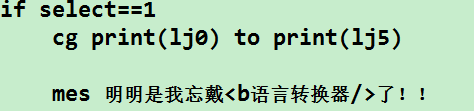 if select==1
cg print(lj0) to print(lj5)
mes 明明是我忘戴<b语言转换器/>了！！